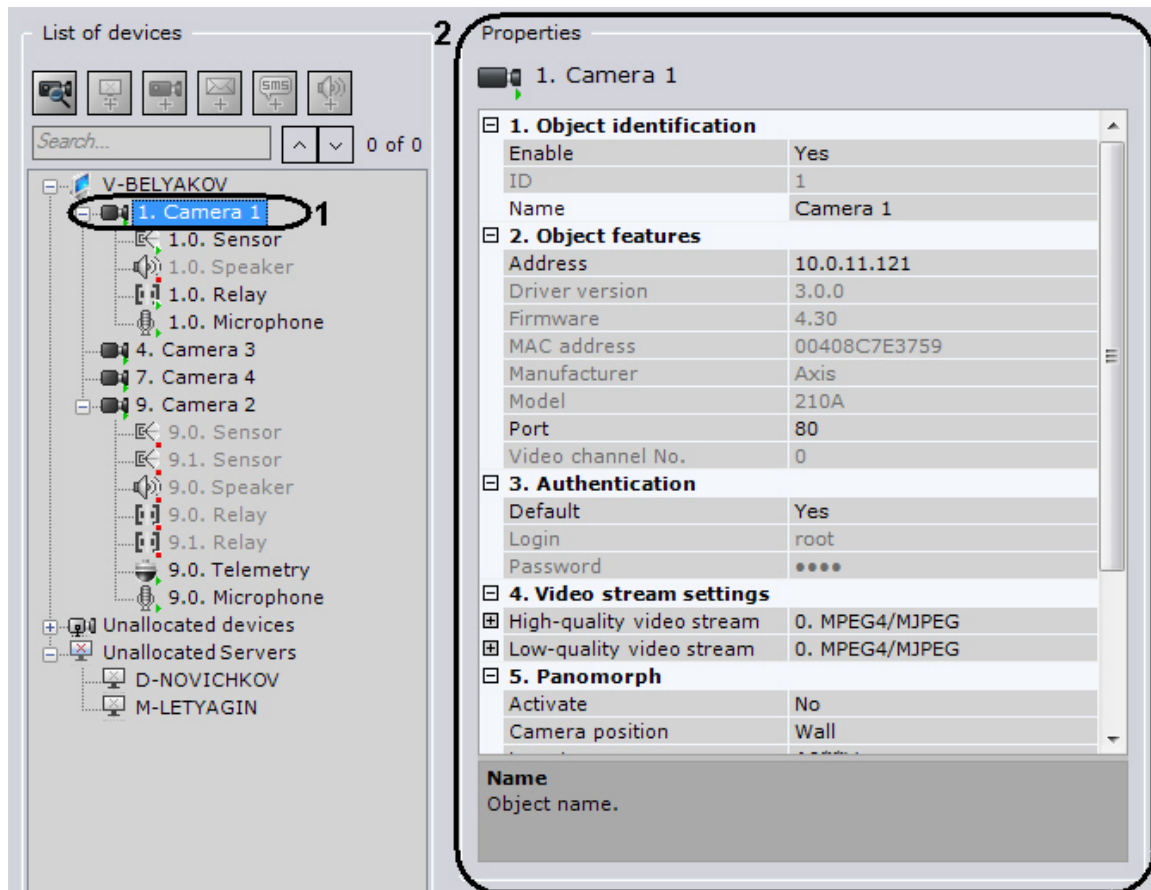 List of devices
sms
Search...
0 of 0
V-BELYAKOV
1. Camera 1
1
1.0. Sensor
1.0. Speaker
1.0. Relay
1.0. Microphone
4. Camera 3
7. Camera 4
9. Camera 2
9.0. Sensor
9.1. Sensor
9.0. Speaker
9.0. Relay
9.1. Relay
9.0. Telemetry
9.0. Microphone
Unallocated devices
Unallocated Servers
D-NOVICHKOV
M-LETYAGIN
2
Properties
1. Camera 1
1. Object identification
Enable Yes
ID 1
Name Camera 1
2. Object features
Address 10.0.11.121
Driver version 3.0.0
Firmware 4.30
MAC address 00408C7E3759
Manufacturer Axis
Model 210A
Port 80
Video channel No. 0
3. Authentication
Default Yes
Login root
Password ••••
4. Video stream settings
High-quality video stream 0. MPEG4/MJPEG
Low-quality video stream 0. MPEG4/MJPEG
5. Panomorph
Activate No
Camera position Wall
Name
Object name.